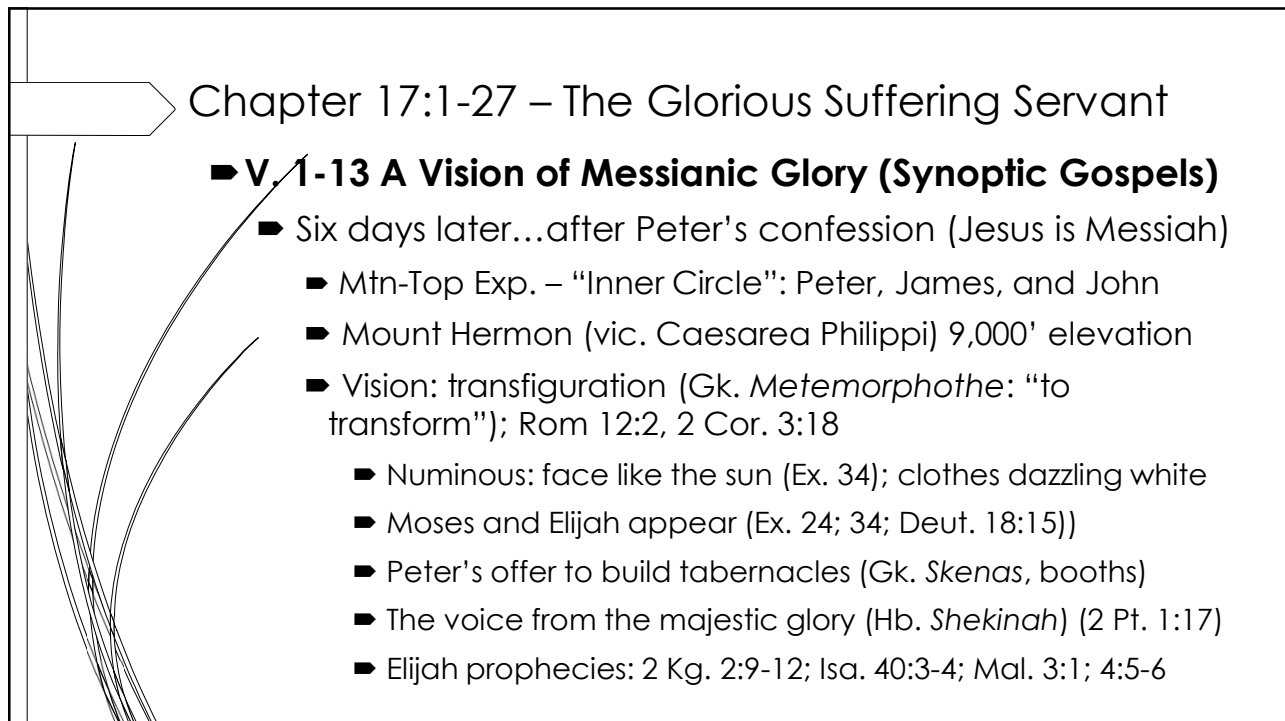 Chapter 17:1-27 – The Glorious Suffering Servant
V. 1-13 A Vision of Messianic Glory (Synoptic Gospels)
Six days later…after Peter’s confession (Jesus is Messiah)
Mtn-Top Exp. – “Inner Circle”: Peter, James, and John
Mount Hermon (vic. Caesarea Philippi) 9,000’ elevation
Vision: transfiguration (Gk. Metemorphothe: “to
transform”); Rom 12:2, 2 Cor. 3:18
Numinous: face like the sun (Ex. 34); clothes dazzling white
Moses and Elijah appear (Ex. 24; 34; Deut. 18:15))
Peter’s offer to build tabernacles (Gk. Skenas, booths)
The voice from the majestic glory (Hb. Shekinah) (2 Pt. 1:17)
Elijah prophecies: 2 Kg. 2:9-12; Isa. 40:3-4; Mal. 3:1; 4:5-6